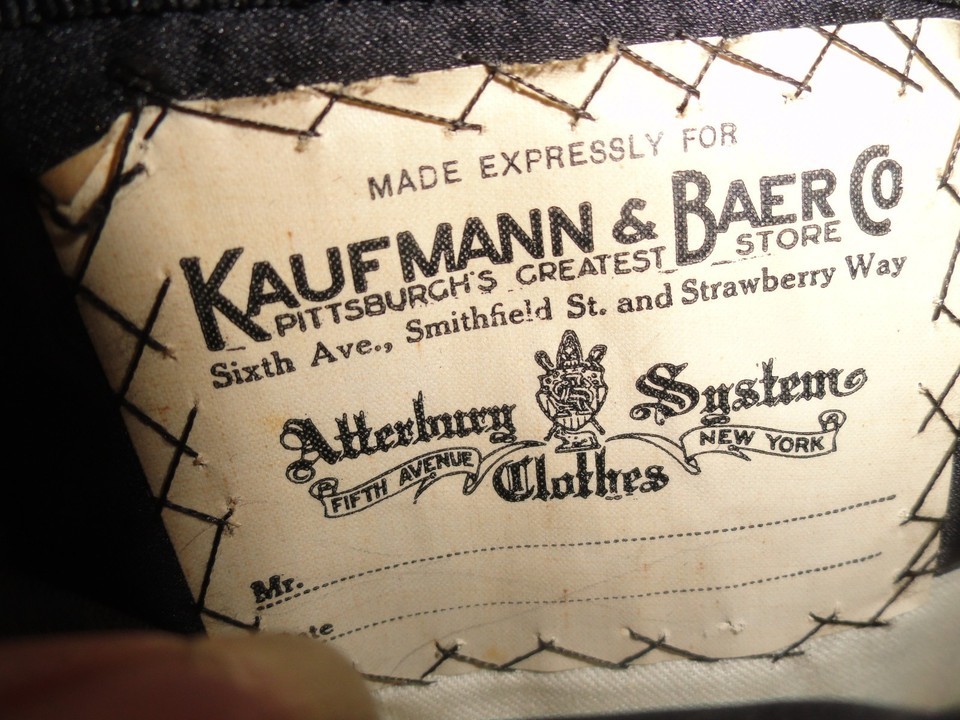 MADE EXPRESSLY FOR
KAUFMANN & BAER CO
PITTSBURGH'S GREATEST STORE
Sixth Ave., Smithfield St. and Strawberry Way
Atterbury System
FIFTH AVENUE NEW YORK
Clothes
Mr.